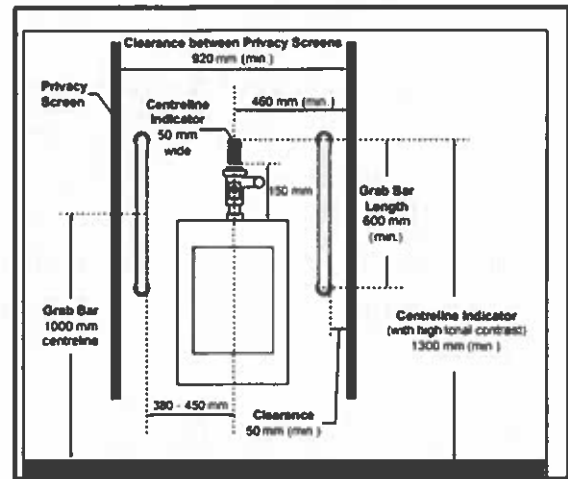 Clearance between Privacy Screens
920 mm (min.)
Privacy
Screen
Centreline
Indicator
50 mm
wide
460 mm (min.)
150 mm
Grab Bar
Length
600 mm
(min.)
Grab Bar
1000 mm
centreline
Centreline Indicator
(with high tonal contrast)
1300 mm (min.)
380 - 450 mm
Clearance
50 mm (min.)